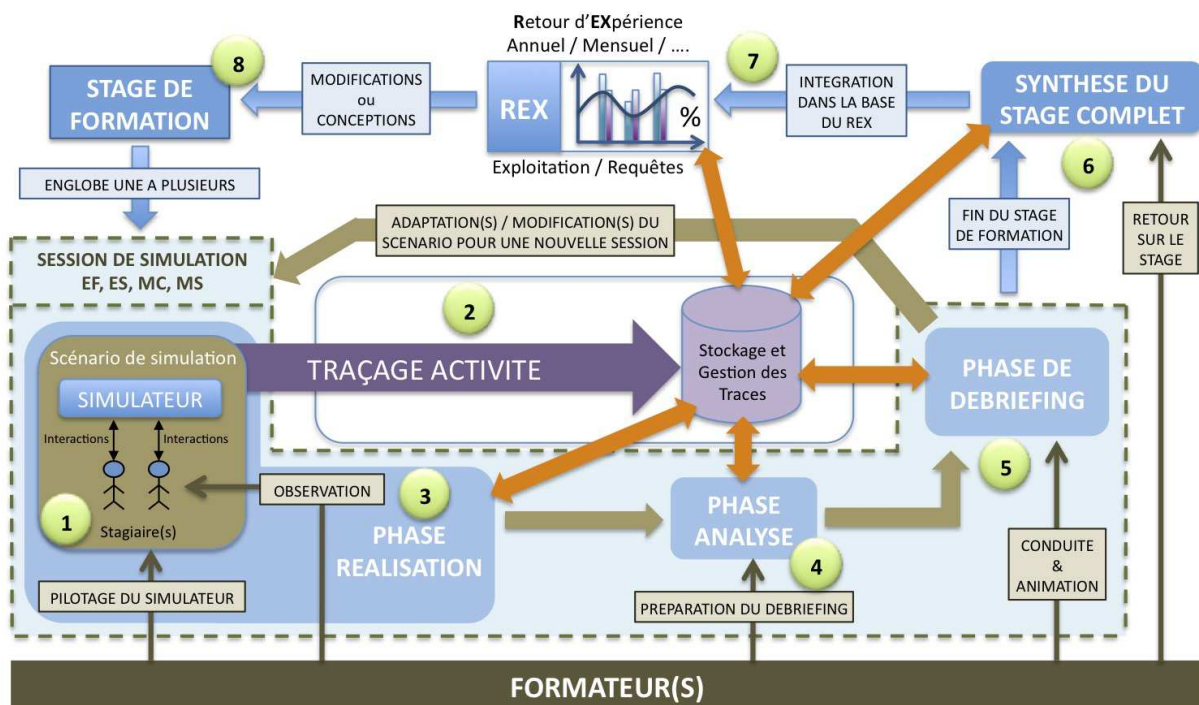 Retour d'EXpérience
Annuel / Mensuel / ....
8
STAGE DE
FORMATION
MODIFICATIONS
ou
CONCEPTIONS
REX
%
Exploitation / Requêtes
7
INTEGRATION
DANS LA BASE
DU REX
SYNTHESE DU
STAGE COMPLET
6
ENGLOBE UNE A PLUSIEURS
ADAPTATION(S) / MODIFICATION(S) DU
SCENARIO POUR UNE NOUVELLE SESSION
FIN DU STAGE
DE FORMATION
RETOUR
SUR LE
STAGE
SESSION DE SIMULATION
EF, ES, MC, MS
2
TRAÇAGE ACTIVITE
Stockage et
Gestion des
Traces
PHASE DE
DEBRIEFING
5
Scénario de simulation
SIMULATEUR
Interactions
Interactions
1
Stagiaire(s)
OBSERVATION
3
PHASE
REALISATION
PHASE
ANALYSE
4
PILOTAGE DU SIMULATEUR
PREPARATION DU DEBRIEFING
CONDUITE
&
ANIMATION
FORMATEUR(S)